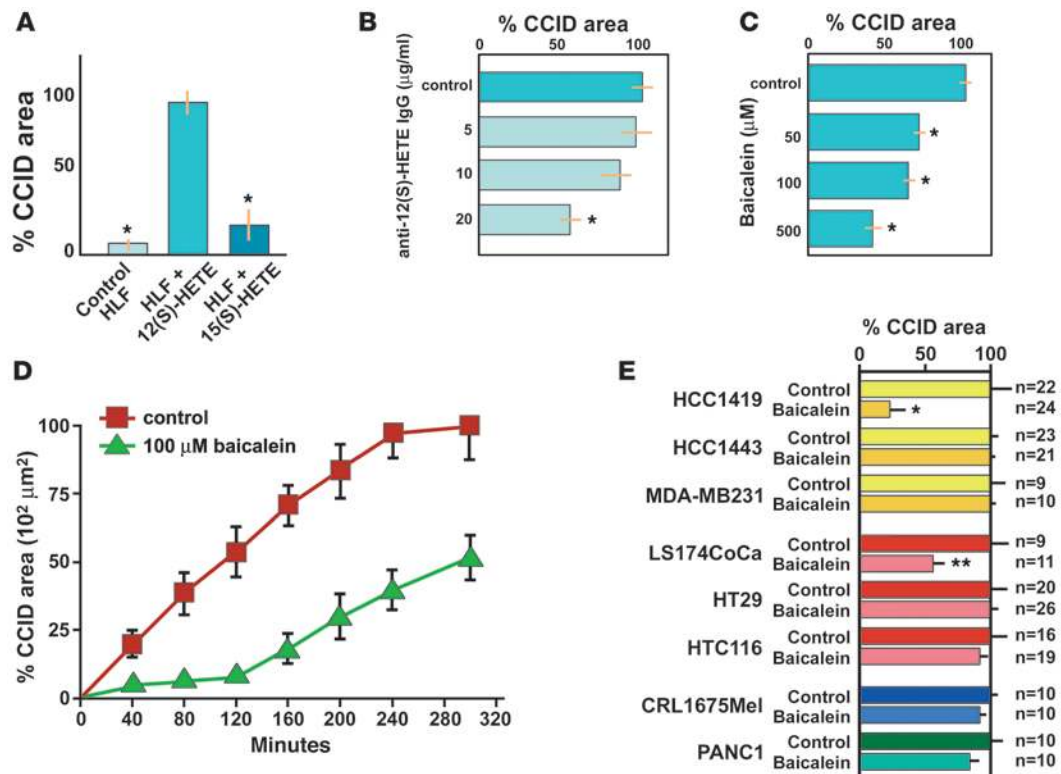 A
% CCID area
100
50
0
*
*
Control
HLF
HLF +
12(S)-HETE
HLF +
15(S)-HETE
B
% CCID area
0
50
100
anti-12(S)-HETE IgG (µg/ml)
control
5
10
20
*
C
% CCID area
0
50
100
Baicalein (µM)
control
50
*
100
*
500
*
D
control
100 µM baicalein
% CCID area (10² µm²)
100
75
50
25
0
0
40
80
120
160
200
240
280
320
Minutes
E
% CCID area
0
50
100
HCC1419
Control
n=22
Baicalein
*
n=24
HCC1443
Control
n=23
Baicalein
n=21
MDA-MB231
Control
n=9
Baicalein
n=10
LS174CoCa
Control
n=9
Baicalein
**
n=11
HT29
Control
n=20
Baicalein
n=26
HTC116
Control
n=16
Baicalein
n=19
CRL1675Mel
Control
n=10
Baicalein
n=10
PANC1
Control
n=10
Baicalein
n=10